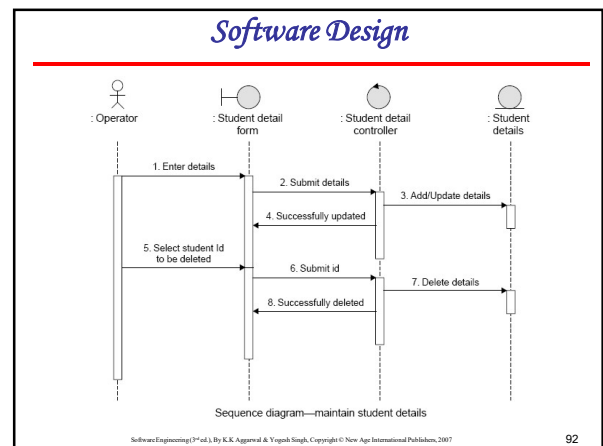 Software Design
: Operator
: Student detail
form
: Student detail
controller
: Student
details
1. Enter details
2. Submit details
3. Add/Update details
4. Successfully updated
5. Select student Id
to be deleted
6. Submit id
7. Delete details
8. Successfully deleted
Sequence diagram—maintain student details
Software Engineering (3rd ed.), By K.K Aggarwal & Yogesh Singh, Copyright © New Age International Publishers, 2007
92